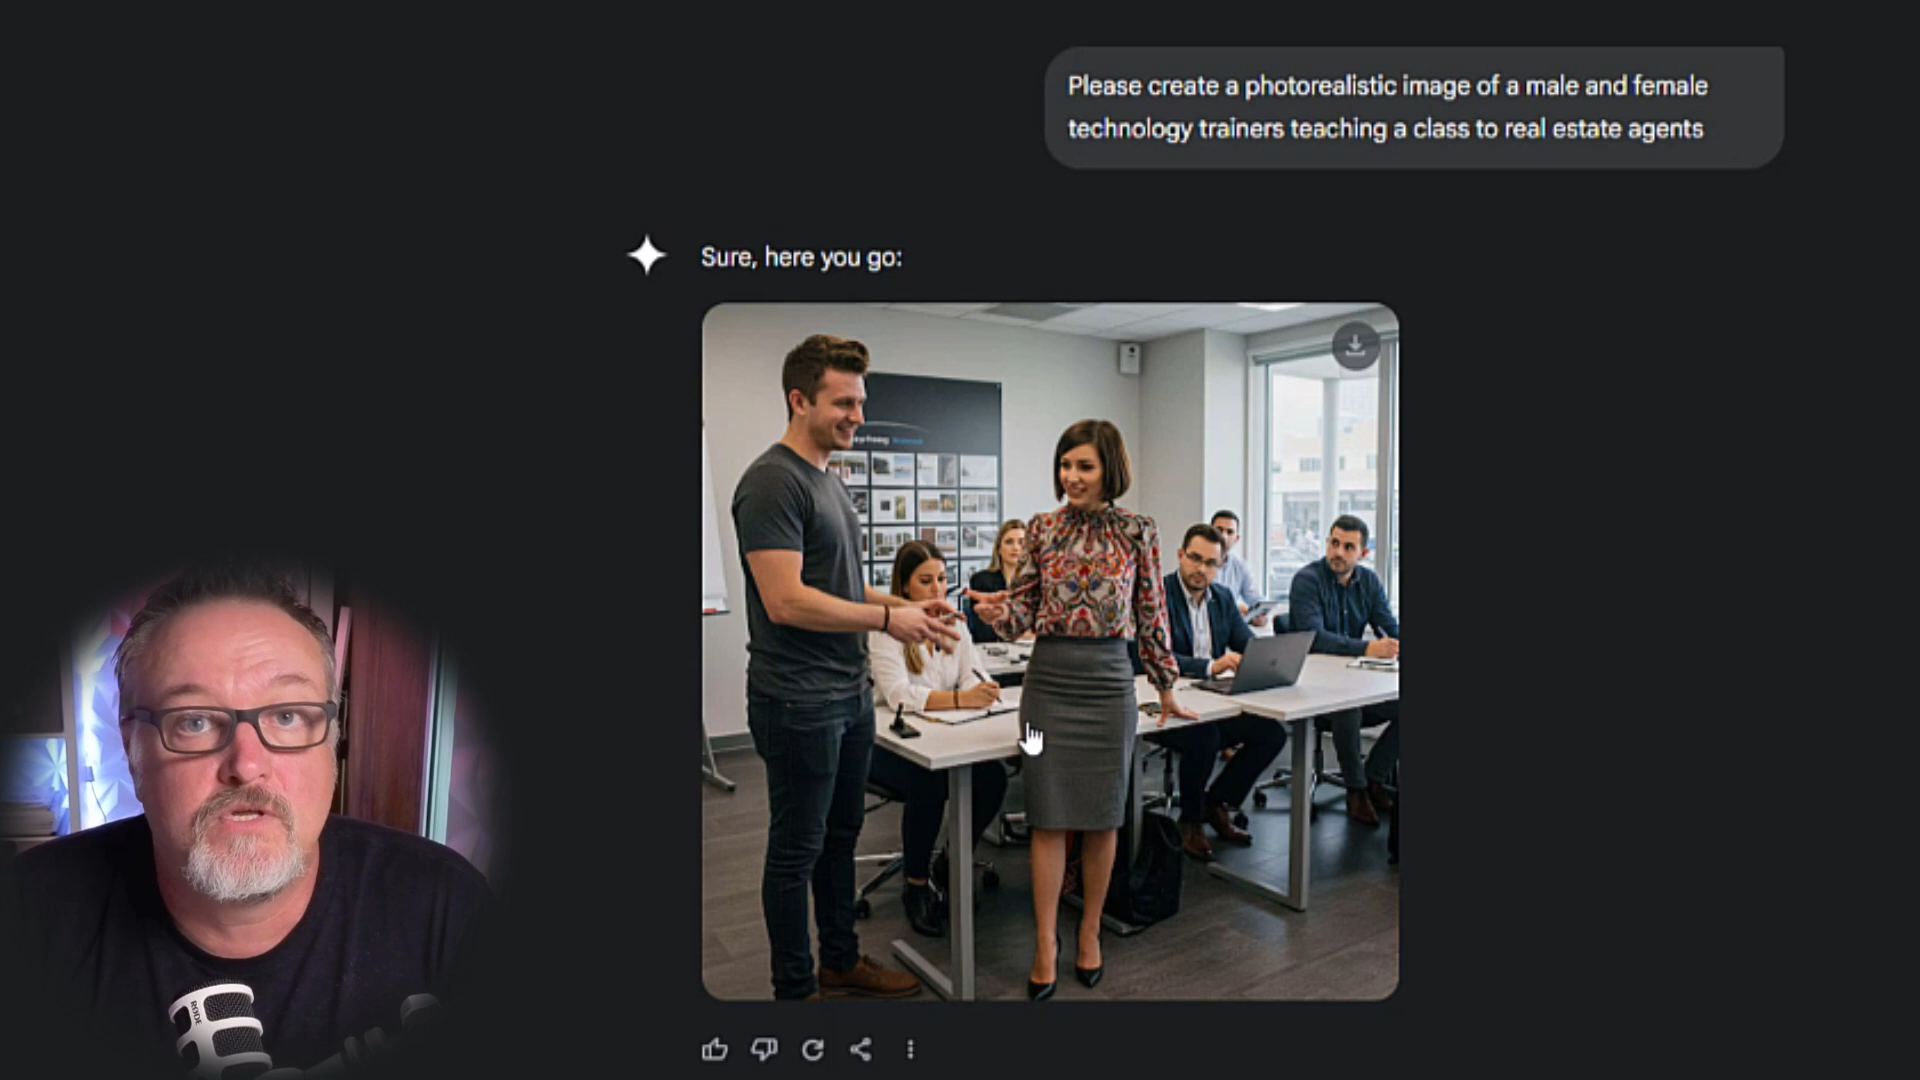 Please create a photorealistic image of a male and female
technology trainers teaching a class to real estate agents
Sure, here you go:
RØDE